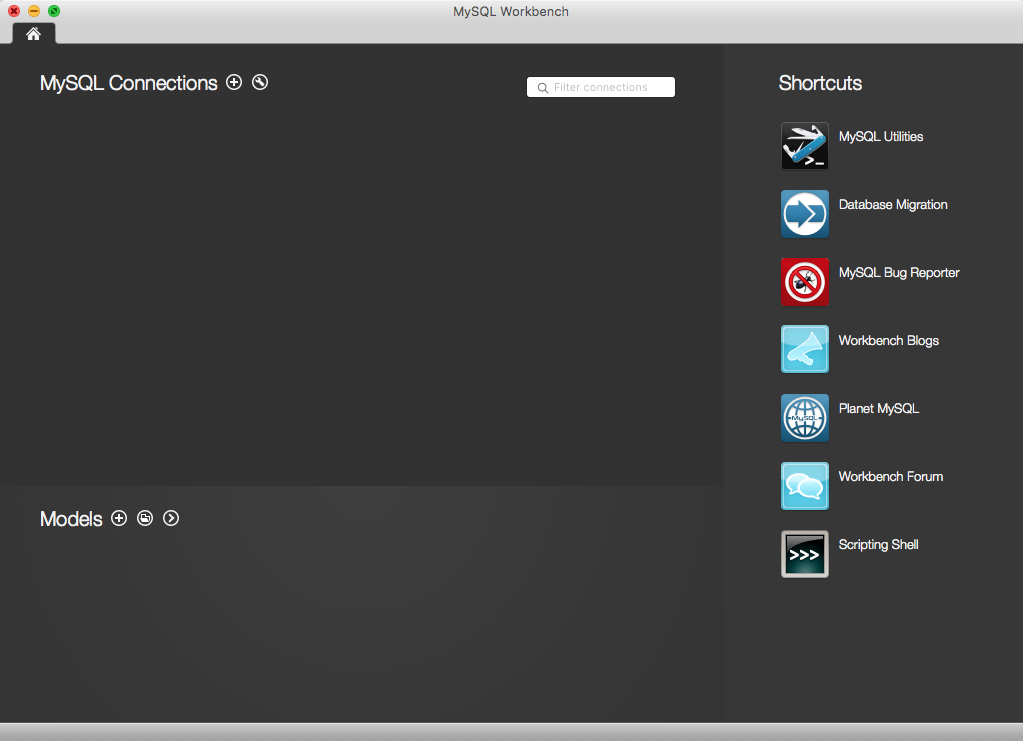 MySQL Workbench
MySQL Connections
Filter connections
Shortcuts
MySQL Utilities
Database Migration
MySQL Bug Reporter
Workbench Blogs
MySQL
Planet MySQL
Workbench Forum
>>>
Scripting Shell
Models